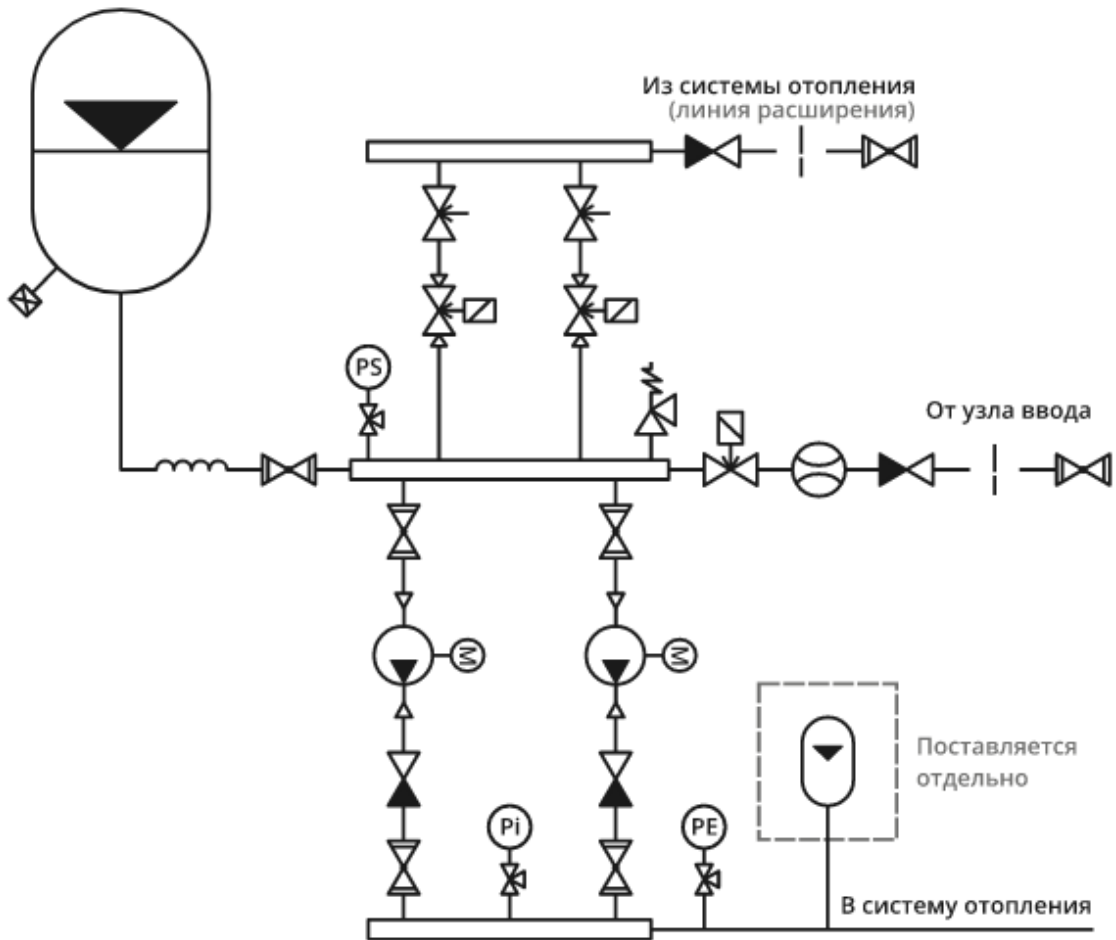 Из системы отопления
(линия расширения)
PS
От узла ввода
M
M
Поставляется
отдельно
Pi
PE
В систему отопления